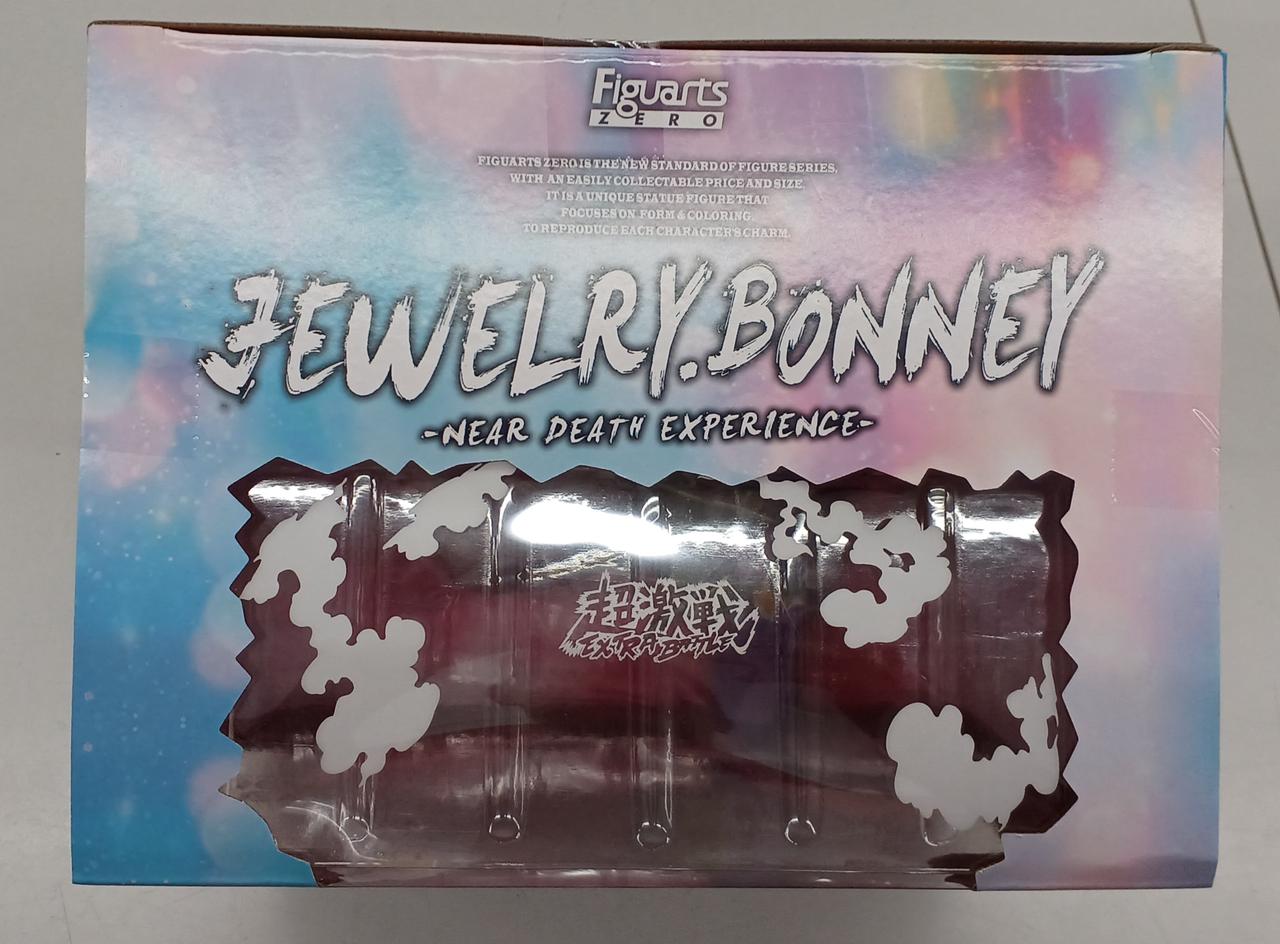 Figuarts
ZERO
FIGUARTS ZERO IS THE NEW STANDARD OF FIGURE SERIES,
WITH AN EASILY COLLECTABLE PRICE AND SIZE.
IT IS A UNIQUE STATUE FIGURE THAT
FOCUSES ON FORM & COLORING.
TO REPRODUCE EACH CHARACTER'S CHARM.
JEWELRY.BONNEY
-NEAR DEATH EXPERIENCE-
超激戦
EXTRA BATTLE